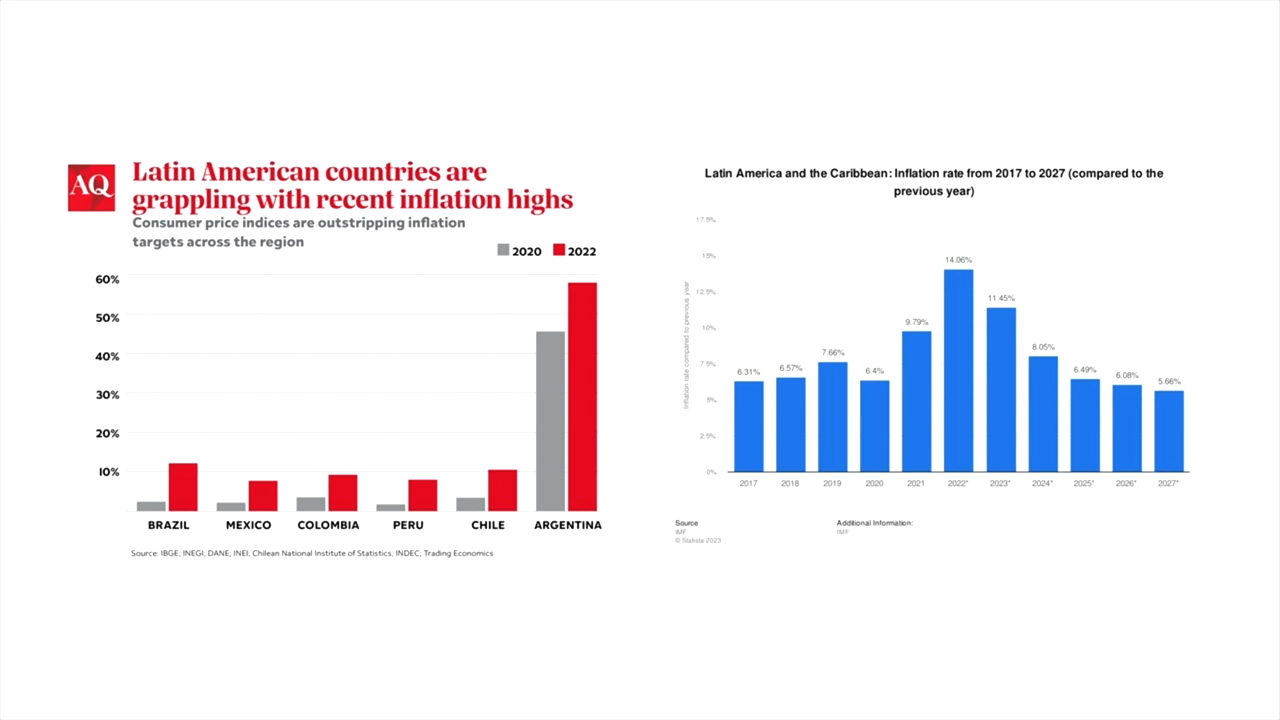 AQ
Latin American countries are
grappling with recent inflation highs
Consumer price indices are outstripping inflation
targets across the region
2020 2022
60%
50%
40%
30%
20%
10%
BRAZIL MEXICO COLOMBIA PERU CHILE ARGENTINA
Source: IBGE; INEGI; DANE; INEI; Chilean National Institute of Statistics; INDEC; Trading Economics
Latin America and the Caribbean: Inflation rate from 2017 to 2027 (compared to the
previous year)
Inflation rate compared to previous year
17.5%
15%
12.5%
10%
7.5%
5%
2.5%
0%
6.31% 6.57% 7.66% 6.4% 9.79% 14.06% 11.45% 8.05% 6.49% 6.08% 5.66%
2017 2018 2019 2020 2021 2022* 2023* 2024* 2025* 2026* 2027*
Source
IMF
© Statista 2023
Additional Information:
IMF